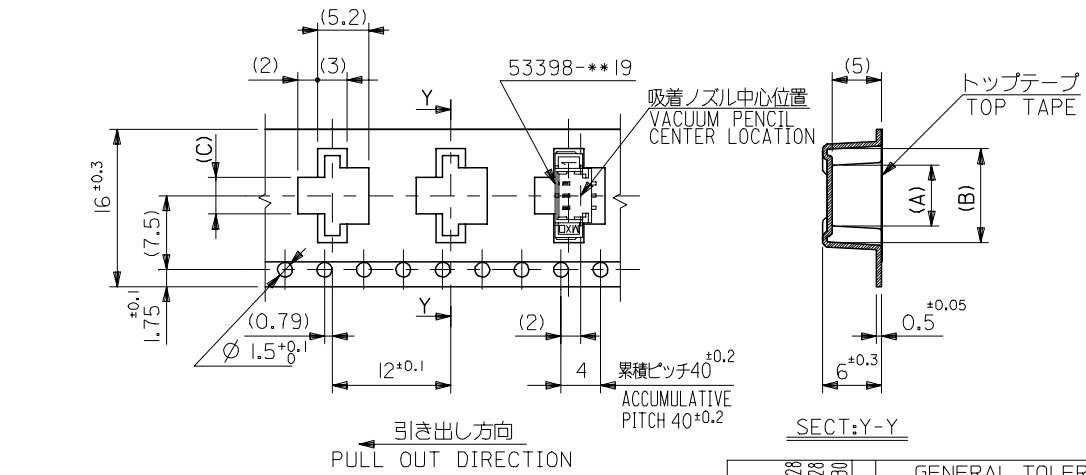 (5.2)
(2) (3)
53398-**19
(5)
トップテープ
TOP TAPE
吸着ノズル中心位置
VACUUM PENCIL
CENTER LOCATION
Y
(C)
16±0.3
(7.5)
1.75±0.1
(A)
(B)
MXJ
(0.79)
Ø 1.5+0.1 0
Y
(2)
0.5±0.05
6±0.3
12±0.1
4
累積ピッチ40±0.2
ACCUMULATIVE
PITCH 40±0.2
SECT:Y-Y
引き出し方向
PULL OUT DIRECTION
28
28
30
GENERAL TOLER